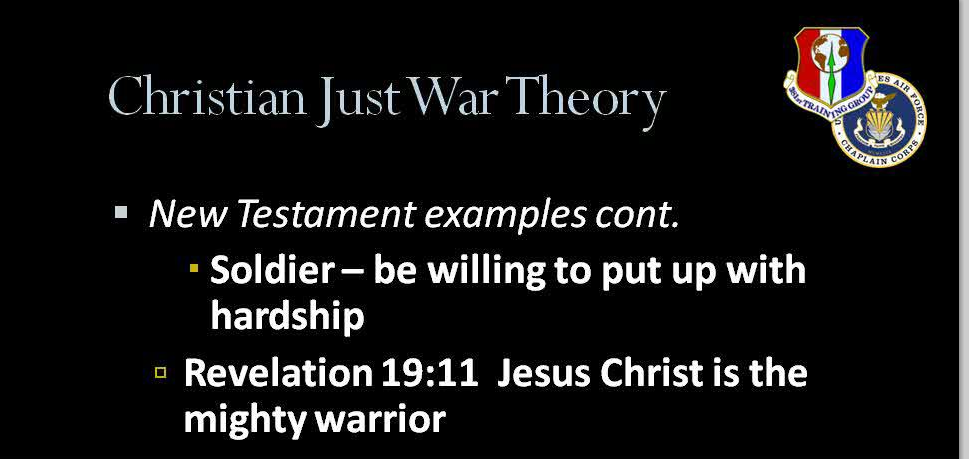 Christian Just War Theory
381st TRAINING GROUP
ES AIR FORCE
CHAPLAIN CORPS
New Testament examples cont.
Soldier – be willing to put up with
hardship
Revelation 19:11 Jesus Christ is the
mighty warrior